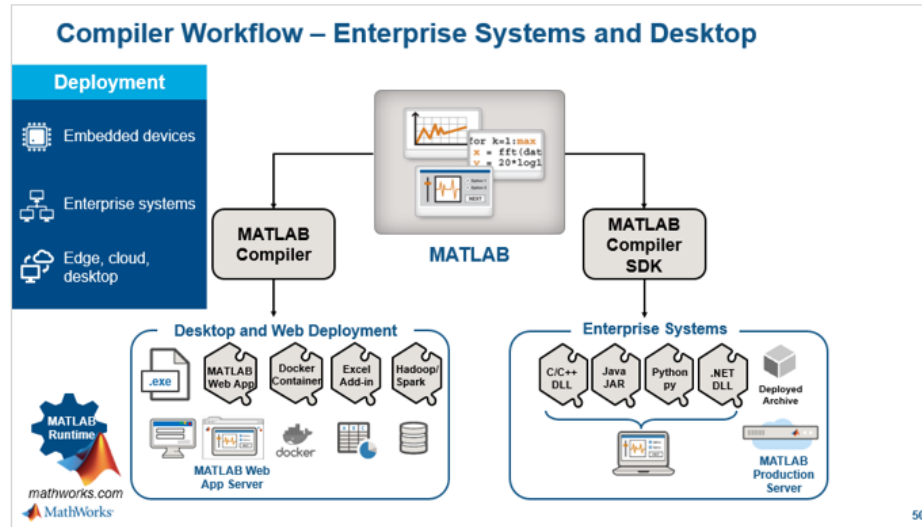 Compiler Workflow – Enterprise Systems and Desktop
Deployment
Embedded devices
Enterprise systems
Edge, cloud,
desktop
for k=1:max
x = fft(dat
y = 20*log1
NEXT
MATLAB
MATLAB
Compiler
MATLAB
Compiler
SDK
Desktop and Web Deployment
.exe
MATLAB
Web App
Docker
Container
Excel
Add-in
Hadoop/
Spark
MATLAB Web
App Server
docker
Enterprise Systems
C/C++
DLL
Java
JAR
Python
py
.NET
DLL
Deployed
Archive
MATLAB
Production
Server
MATLAB
Runtime
mathworks.com
MathWorks
50